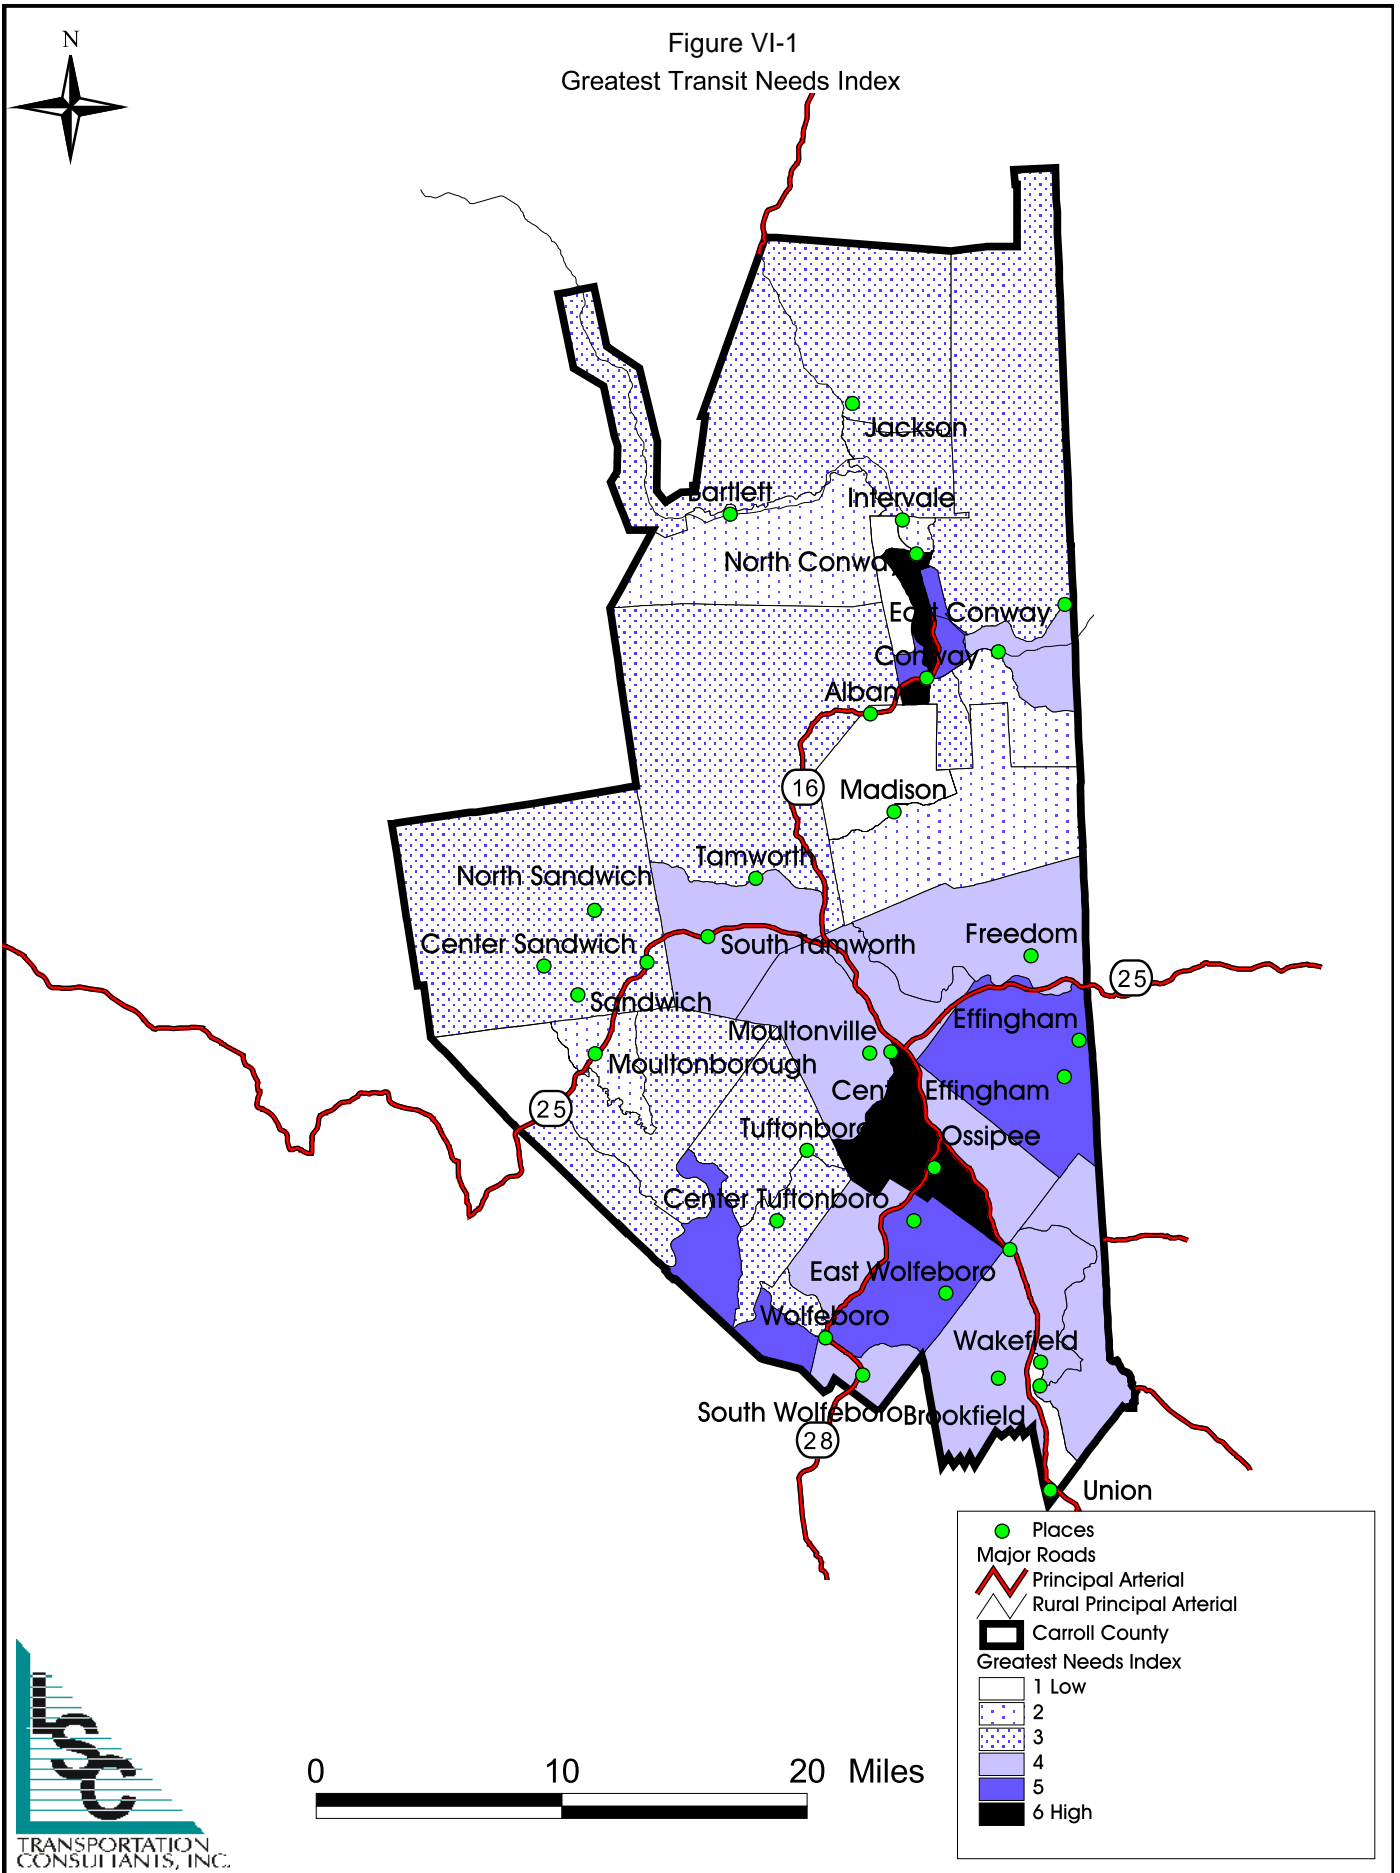 N
Figure VI-1
Greatest Transit Needs Index
Jackson
Bartlett
Intervale
North Conway
East Conway
Conway
Alban
16
Madison
Tamworth
North Sandwich
Center Sandwich
South Tamworth
Freedom
25
Sandwich
Effingham
Moultonville
Moultonborough
Cent Effingham
25
Tuftonboro
Ossipee
Center Tuftonboro
East Wolfeboro
Wolfeboro
Wakefield
South Wolfeboro
Brookfield
28
Union
Places
Major Roads
Principal Arterial
Rural Principal Arterial
Carroll County
Greatest Needs Index
1 Low
2
3
4
5
6 High
0 10 20 Miles
LSC
TRANSPORTATION
CONSULTANTS, INC.